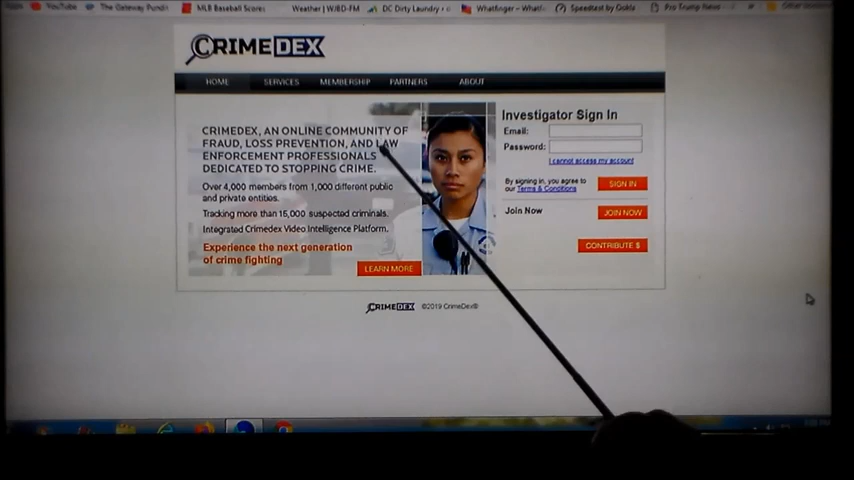 YouTube The Gateway Pundit MLB Baseball Scores Weather | WJBD-FM DC Dirty Laundry • Whatfinger - Whatf Speedtest by Ookla Pro Trump News -
CRIMEDEX
HOME SERVICES MEMBERSHIP PARTNERS ABOUT
CRIMEDEX, AN ONLINE COMMUNITY OF
FRAUD, LOSS PREVENTION, AND LAW
ENFORCEMENT PROFESSIONALS
DEDICATED TO STOPPING CRIME.
Over 4,000 members from 1,000 different public
and private entities.
Tracking more than 15,000 suspected criminals.
Integrated Crimedex Video Intelligence Platform.
Experience the next generation
of crime fighting
LEARN MORE
Investigator Sign In
Email:
Password:
I cannot access my account
By signing in, you agree to
our Terms & Conditions
SIGN IN
Join Now
JOIN NOW
CONTRIBUTE $
CRIMEDEX ©2019 CrimeDex®